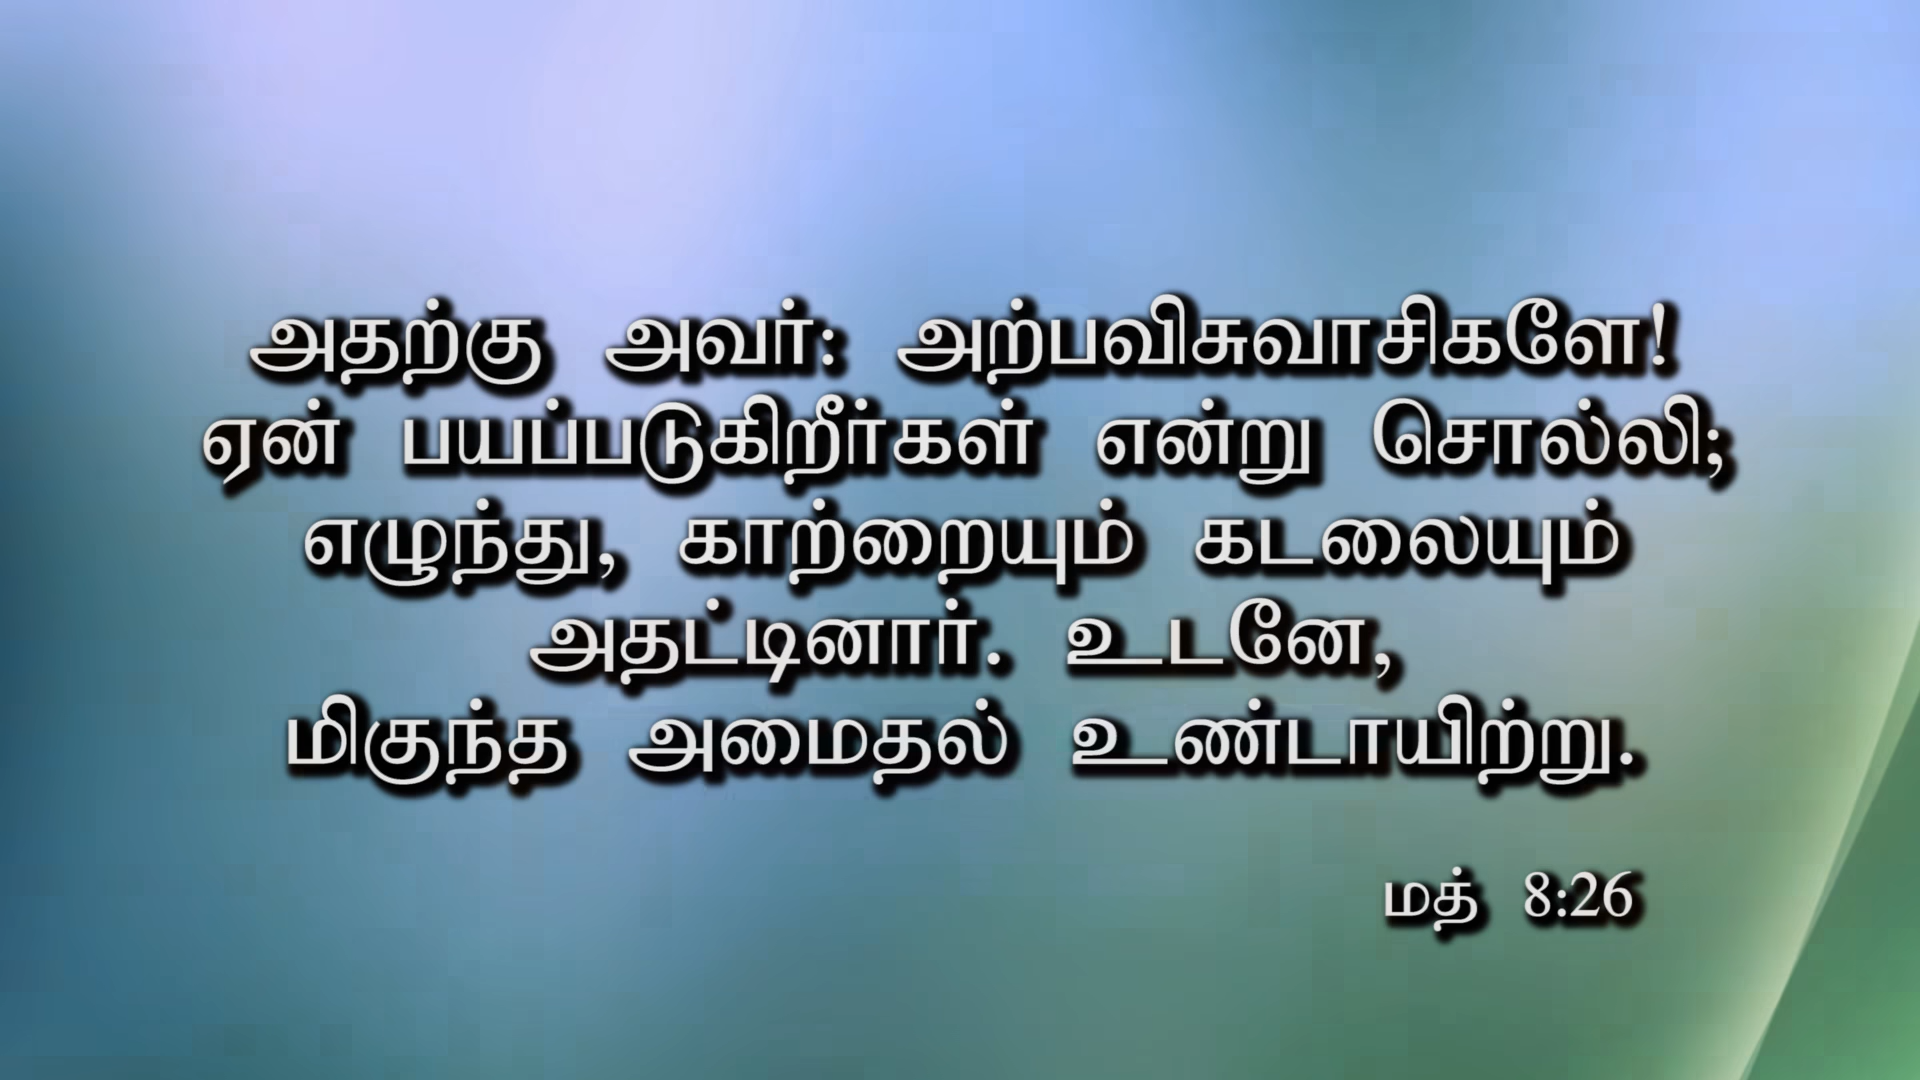 அதற்கு அவர்: அற்பவிசுவாசிகளே!
ஏன் பயப்படுகிறீர்கள் என்று சொல்லி;
எழுந்து, காற்றையும் கடலையும்
அதட்டினார். உடனே,
மிகுந்த அமைதல் உண்டாயிற்று.
மத் 8:26